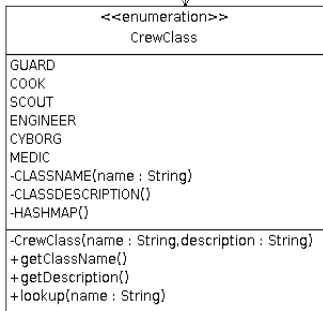 <<enumeration>>
CrewClass
GUARD
COOK
SCOUT
ENGINEER
CYBORG
MEDIC
-CLASSNAME(name : String)
-CLASSDESCRIPTION()
-HASHMAP()
-CrewClass(name : String,description : String)
+getClassName()
+getDescription()
+lookup(name : String)